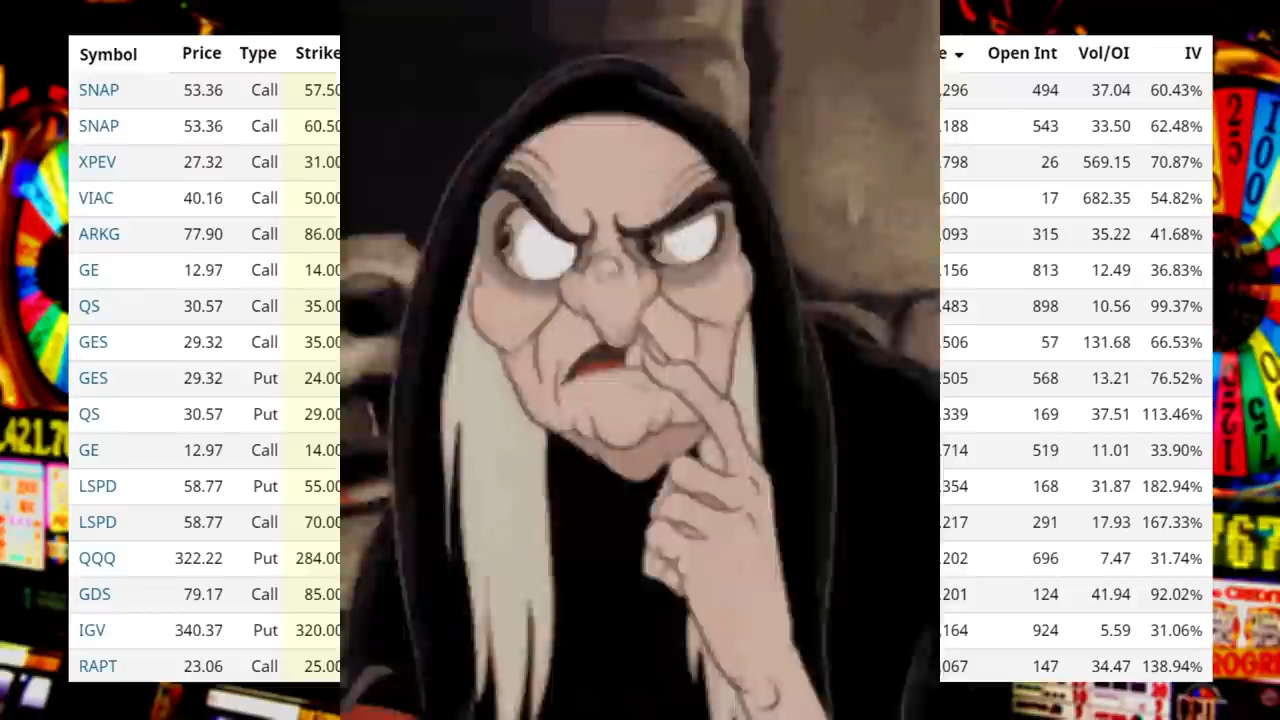 Symbol Price Type Strike e Open Int Vol/OI IV
SNAP 53.36 Call 57.50 ,296 494 37.04 60.43%
SNAP 53.36 Call 60.50 ,188 543 33.50 62.48%
XPEV 27.32 Call 31.00 ,798 26 569.15 70.87%
VIAC 40.16 Call 50.00 ,600 17 682.35 54.82%
ARKG 77.90 Call 86.00 ,093 315 35.22 41.68%
GE 12.97 Call 14.00 ,156 813 12.49 36.83%
QS 30.57 Call 35.00 ,483 898 10.56 99.37%
GES 29.32 Call 35.00 ,506 57 131.68 66.53%
GES 29.32 Put 24.00 ,505 568 13.21 76.52%
QS 30.57 Put 29.00 ,339 169 37.51 113.46%
GE 12.97 Call 14.00 ,714 519 11.01 33.90%
LSPD 58.77 Put 55.00 ,354 168 31.87 182.94%
LSPD 58.77 Call 70.00 ,217 291 17.93 167.33%
QQQ 322.22 Put 284.00 ,202 696 7.47 31.74%
GDS 79.17 Call 85.00 ,201 124 41.94 92.02%
IGV 340.37 Put 320.00 ,164 924 5.59 31.06%
RAPT 23.06 Call 25.00 ,067 147 34.47 138.94%